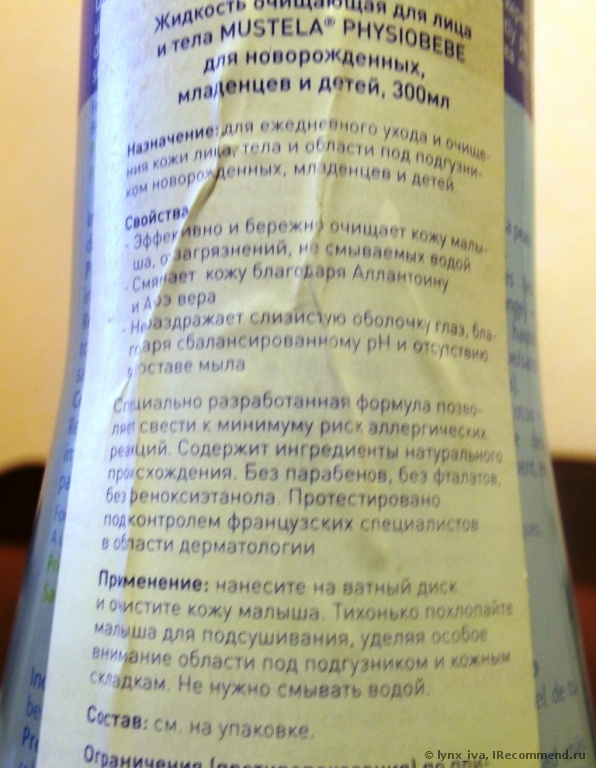 Жидкость очищающая для лица
и тела MUSTELA® PHYSIOBEBE
для новорожденных,
младенцев и детей, 300мл
Назначение: для ежедневного ухода и очище-
ния кожи лица, тела и области под подгузни-
ком новорожденных, младенцев и детей.
Свойства
- Эффективно и бережно очищает кожу малы-
ша, от загрязнений, не смываемых водой
- Смягчает кожу благодаря Аллантоину
и Алоэ вера
- Не раздражает слизистую оболочку глаз, бла-
годаря сбалансированному pH и отсутствию
в составе мыла
Специально разработанная формула позво-
ляет свести к минимуму риск аллергических
реакций. Содержит ингредиенты натурального
происхождения. Без парабенов, без фталатов,
без феноксиэтанола. Протестировано
под контролем французских специалистов
в области дерматологии
Применение: нанесите на ватный диск
и очистите кожу малыша. Тихонько похлопайте
малыша для подсушивания, уделяя особое
внимание области под подгузником и кожным
складкам. Не нужно смывать водой.
Состав: см. на упаковке.
Ограничения (противопоказания)
© lynx_iva, IRecommend.ru